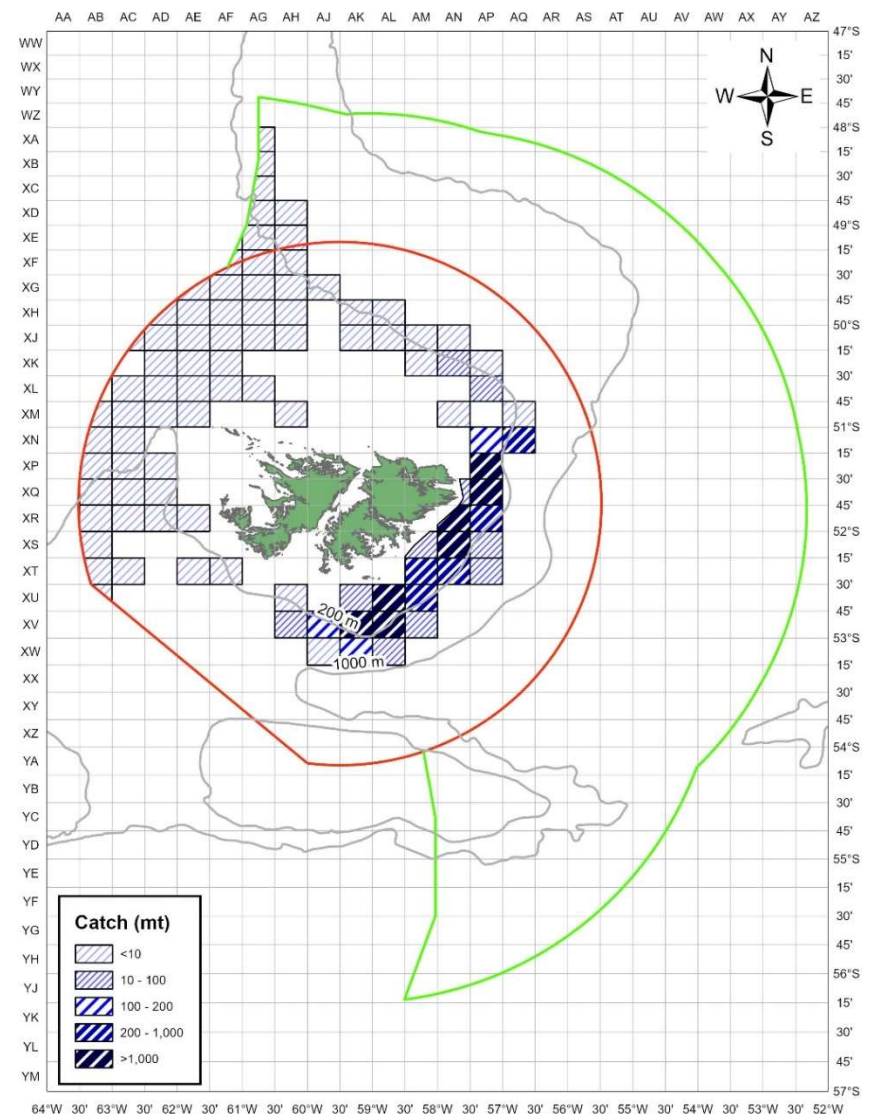 AA AB AC AD AE AF AG AH AJ AK AL AM AN AP AQ AR AS AT AU AV AW AX AY AZ
WW
WX
WY
WZ
XA
XB
XC
XD
XE
XF
XG
XH
XJ
XK
XL
XM
XN
XP
XQ
XR
XS
XT
XU
XV
XW
XX
XY
XZ
YA
YB
YC
YD
YE
YF
YG
YH
YJ
YK
YL
YM
47°S
15'
30'
45'
48°S
15'
30'
45'
49°S
15'
30'
45'
50°S
15'
30'
45'
51°S
15'
30'
45'
52°S
15'
30'
45'
53°S
15'
30'
45'
54°S
15'
30'
45'
55°S
15'
30'
45'
56°S
15'
30'
45'
57°S
N
W E
S
200 m
1000 m
Catch (mt)
<10
10 - 100
100 - 200
200 - 1,000
>1,000
64°W 30' 63°W 30' 62°W 30' 61°W 30' 60°W 30' 59°W 30' 58°W 30' 57°W 30' 56°W 30' 55°W 30' 54°W 30' 53°W 30' 52°W